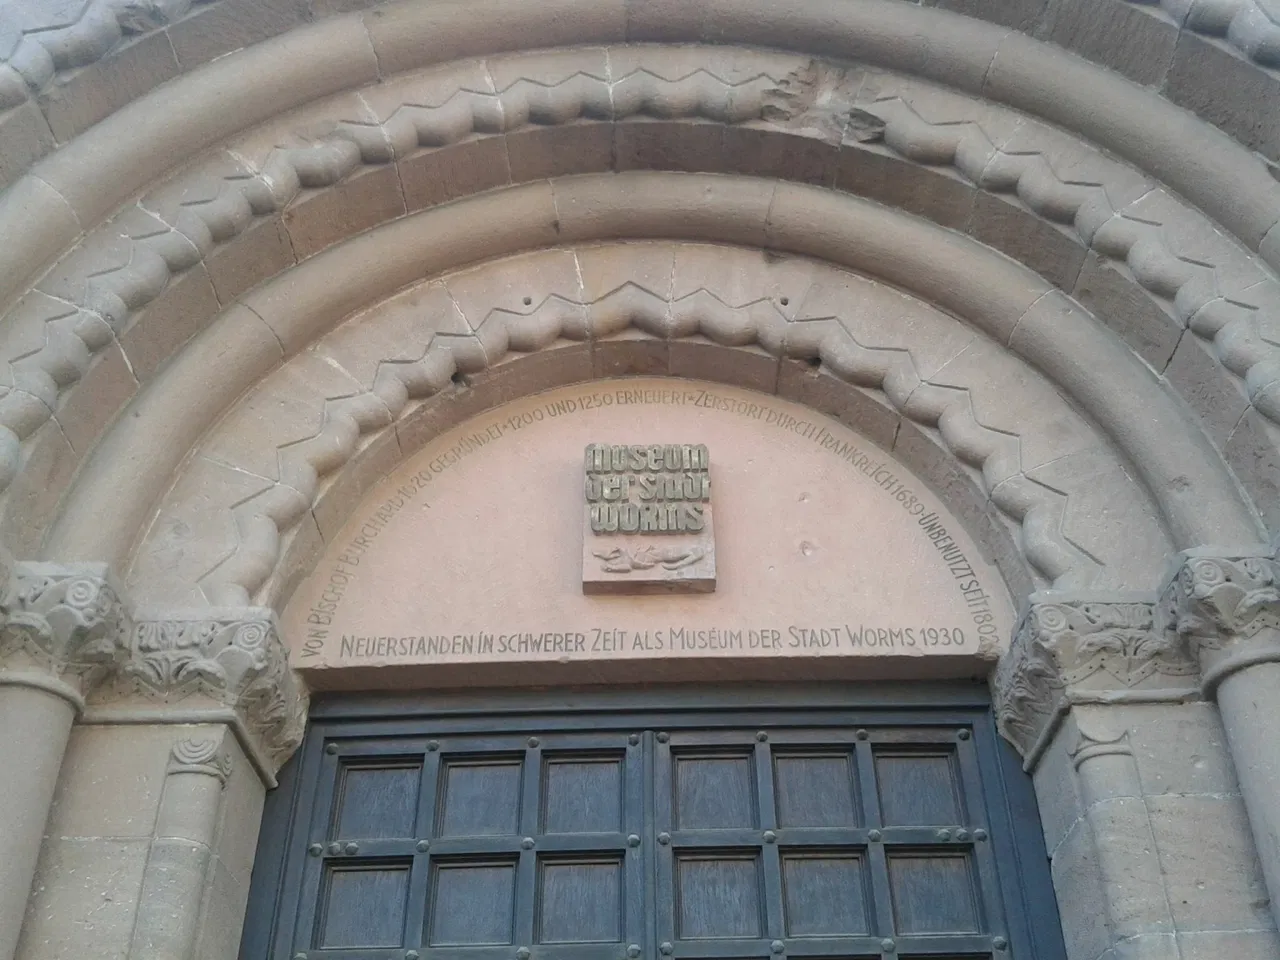 VON BISCHOF BURCHARD 1020 GEGRÜNDET • 1200 UND 1250 ERNEUERT • ZERSTÖRT DURCH FRANKREICH 1689 • UNBENUTZT SEIT 1802
museum
der stadt
WORMS
NEUERSTANDEN IN SCHWERER ZEIT ALS MUSEUM DER STADT WORMS 1930